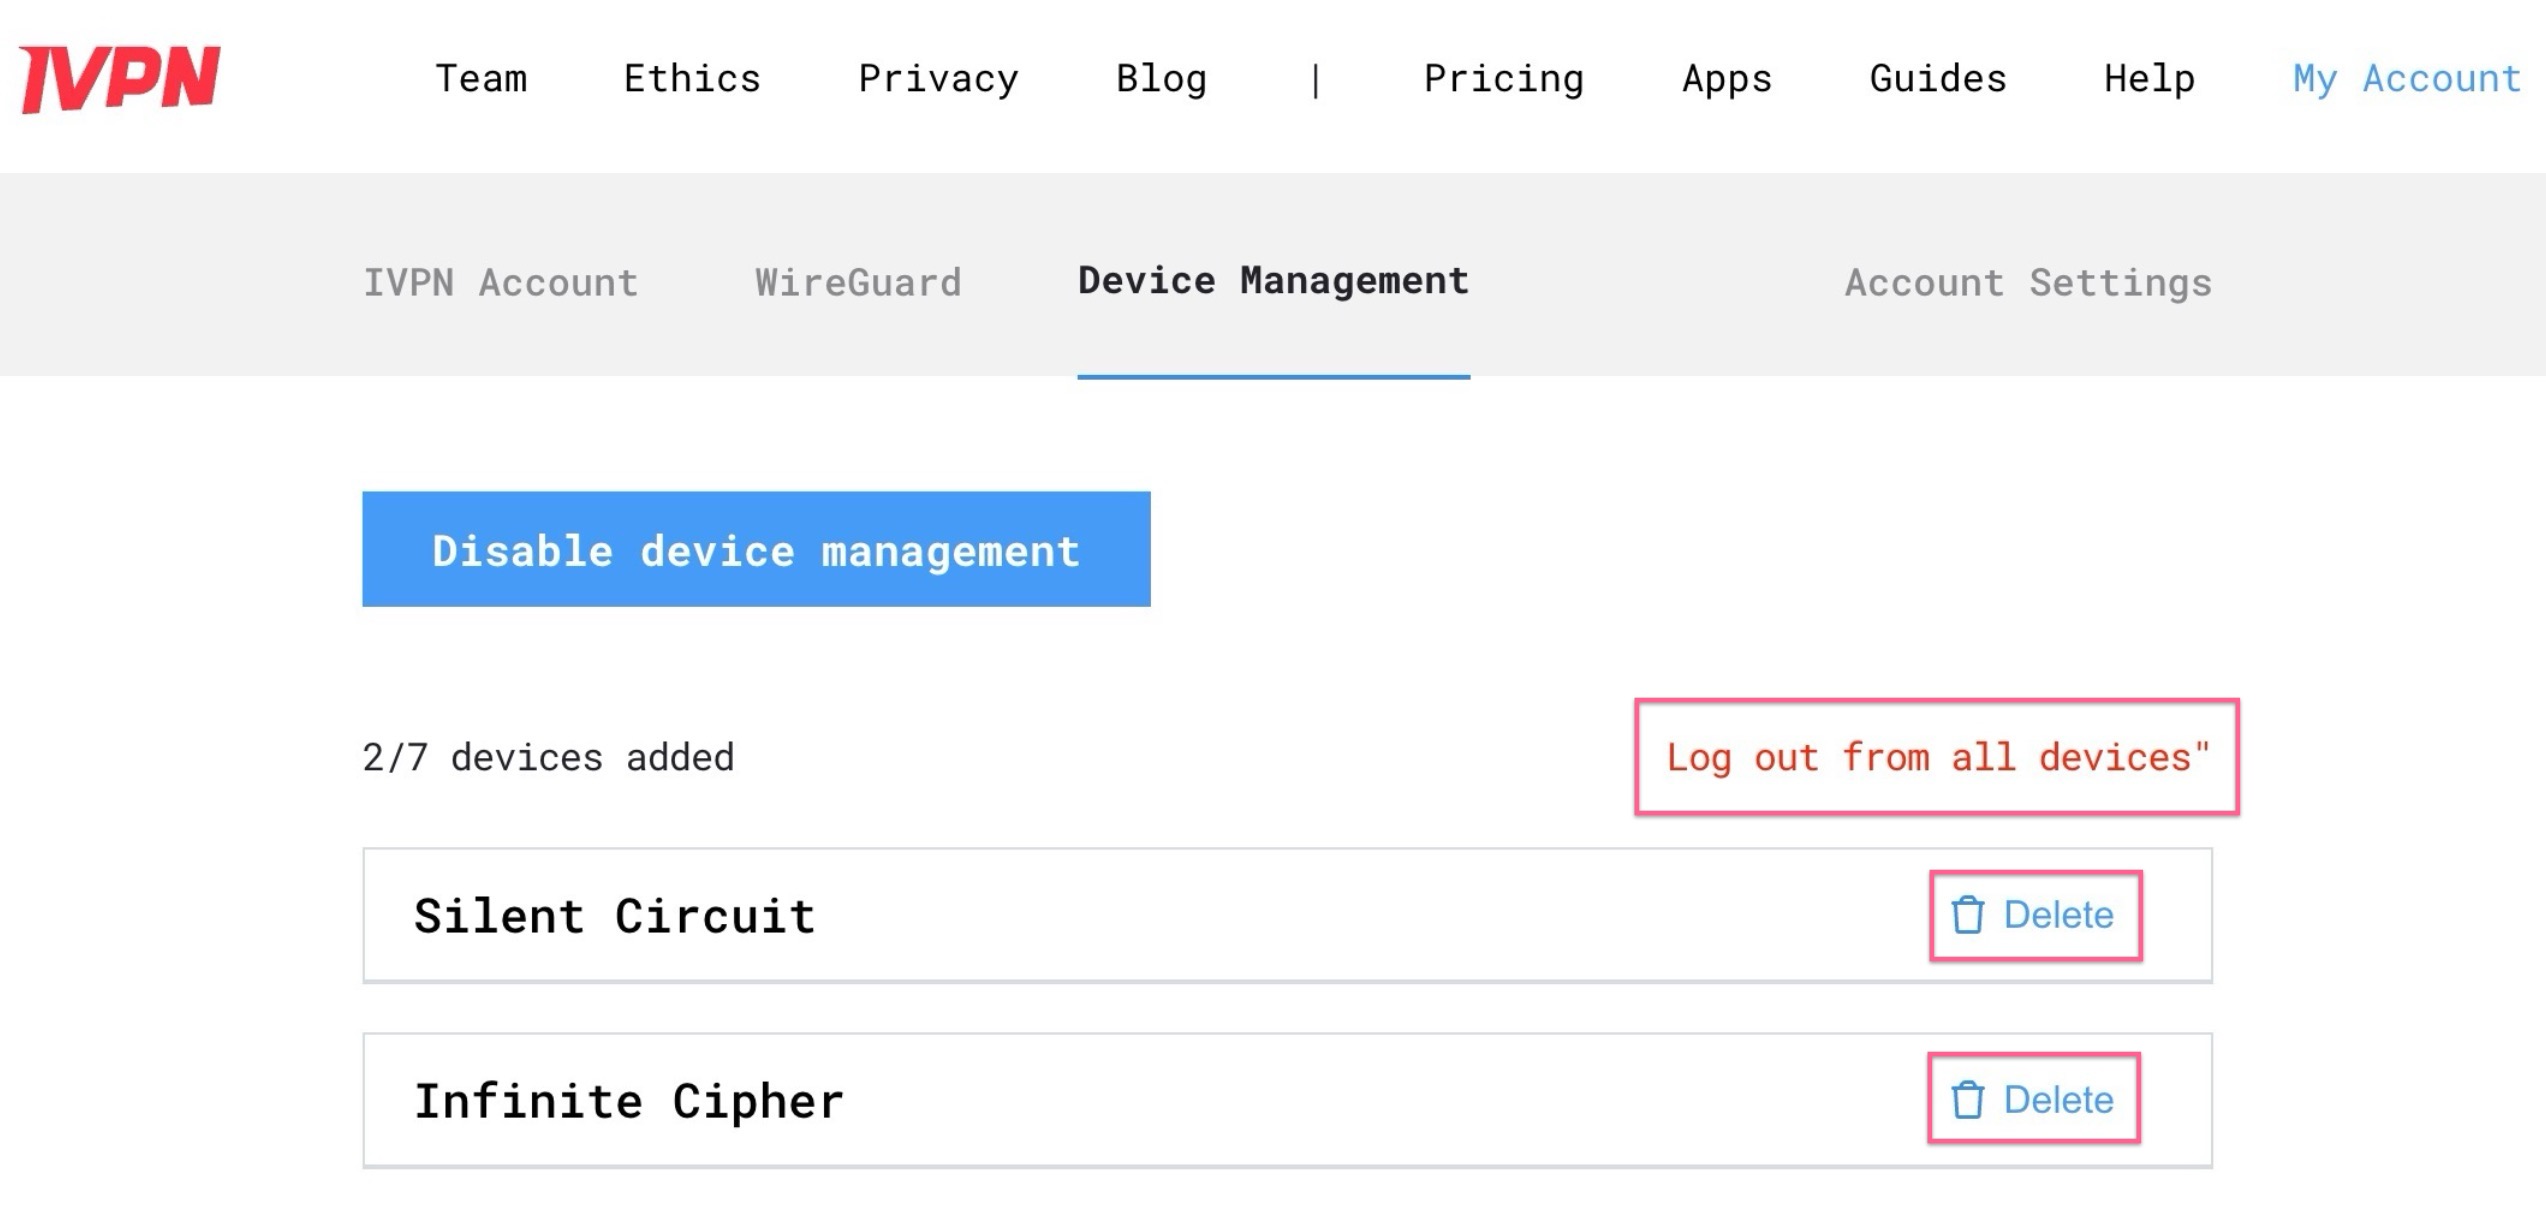 IVPN Team Ethics Privacy Blog | Pricing Apps Guides Help My Account
IVPN Account WireGuard Device Management Account Settings
Disable device management
2/7 devices added Log out from all devices"
Silent Circuit Delete
Infinite Cipher Delete